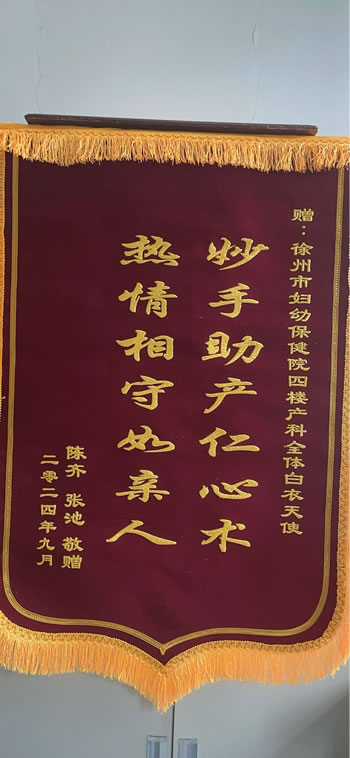 赠：徐州市妇幼保健院四楼产科全体白衣天使
妙手助产仁心术
热情相守如亲人
陈齐 张池 敬赠
二零二四年九月